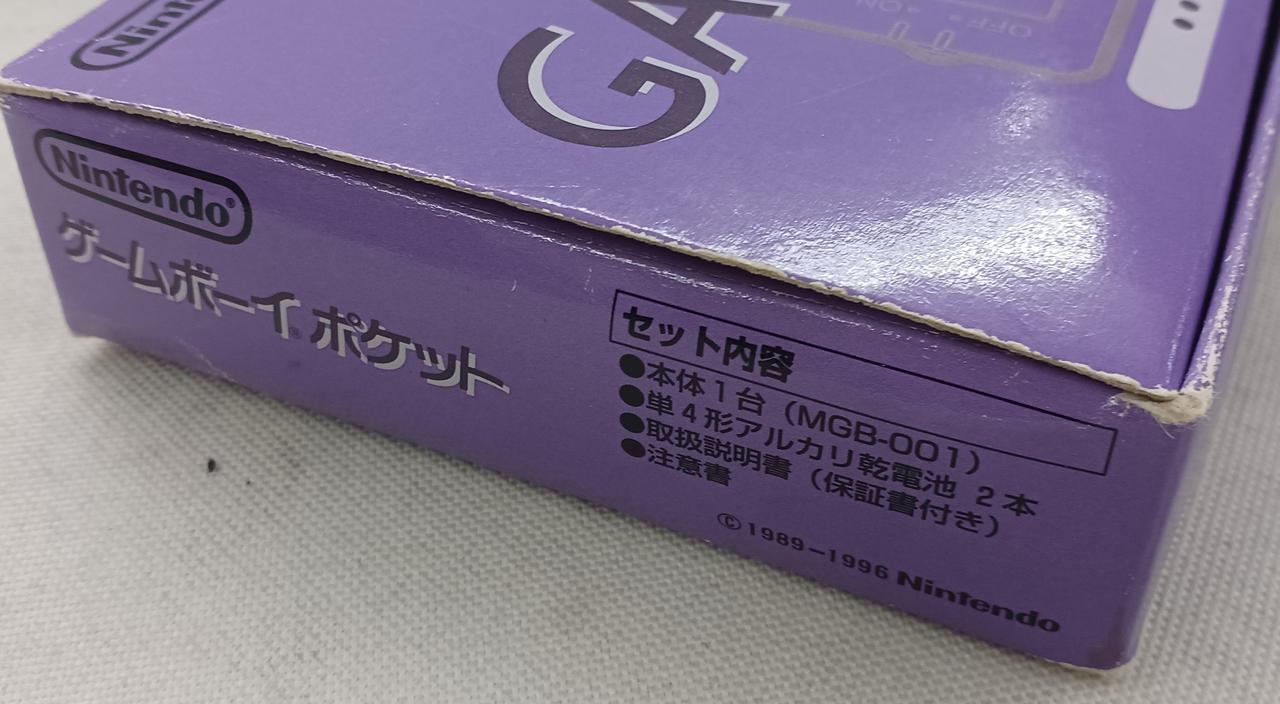 Ninte
GA
OFF ON
Nintendo®
ゲームボーイ® ポケット
セット内容
●本体1台（MGB-001）
●単4形アルカリ乾電池 2本
●取扱説明書（保証書付き）
●注意書
©1989-1996 Nintendo